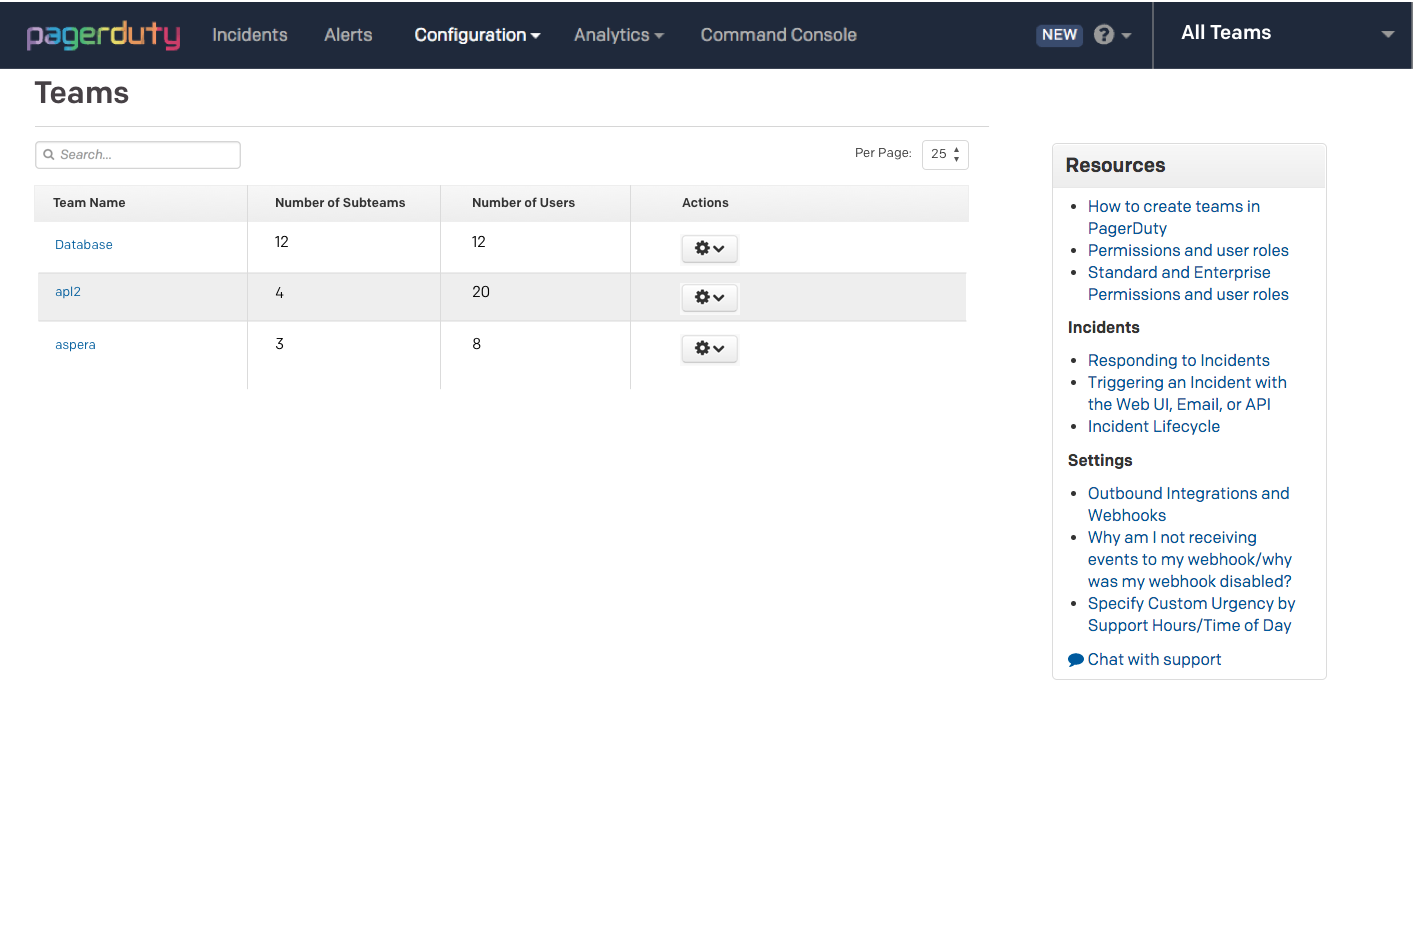 pagerduty Incidents Alerts Configuration Analytics Command Console NEW ? All Teams
Teams
Search...
Per Page: 25
Team Name Number of Subteams Number of Users Actions
Database 12 12
apl2 4 20
aspera 3 8
Resources
How to create teams in
PagerDuty
Permissions and user roles
Standard and Enterprise
Permissions and user roles
Incidents
Responding to Incidents
Triggering an Incident with
the Web UI, Email, or API
Incident Lifecycle
Settings
Outbound Integrations and
Webhooks
Why am I not receiving
events to my webhook/why
was my webhook disabled?
Specify Custom Urgency by
Support Hours/Time of Day
Chat with support